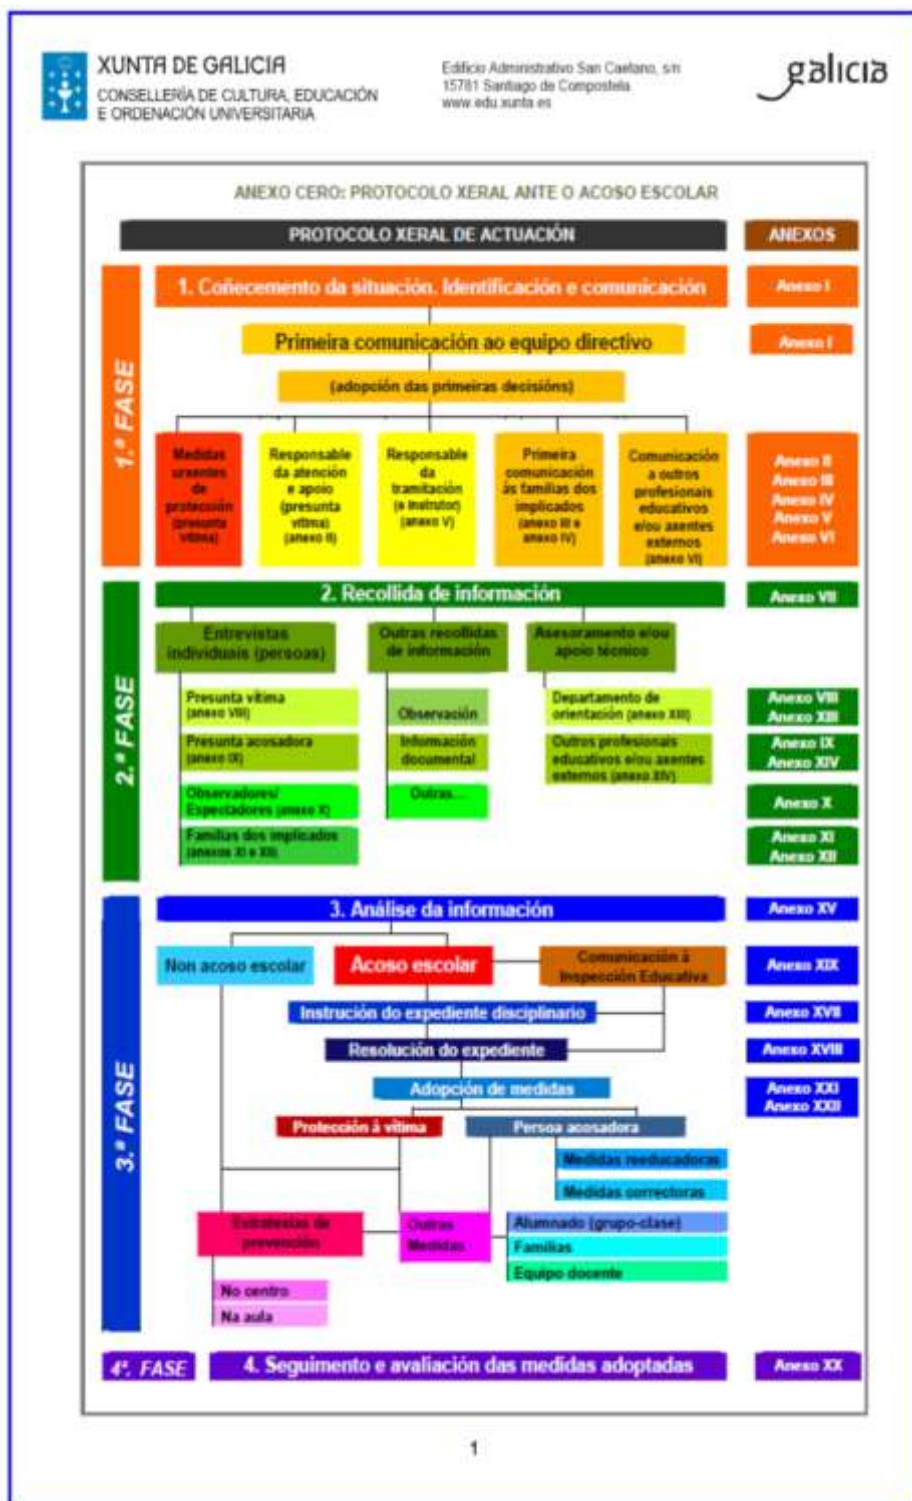 XUNTA DE GALICIA
CONSELLERÍA DE CULTURA, EDUCACIÓN
E ORDENACIÓN UNIVERSITARIA
Edificio Administrativo San Caetano, s/n
15781 Santiago de Compostela
www.edu.xunta.es
galicia
ANEXO CERO: PROTOCOLO XERAL ANTE O ACOSO ESCOLAR
PROTOCOLO XERAL DE ACTUACIÓN
ANEXOS
1.ª FASE
1. Coñecemento da situación. Identificación e comunicación
Anexo I
Primeira comunicación ao equipo directivo
Anexo I
(adopción das primeiras decisións)
Medidas
urxentes
de
protección
(presunta
vítima)
Responsable
da atención
e apoio
(presunta
vítima)
(anexo II)
Responsable
da
tramitación
(e instrutor)
(anexo V)
Primeira
comunicación
ás familias dos
implicados
(anexo III e
anexo IV)
Comunicación
a outros
profesionais
educativos
e/ou axentes
externos
(anexo VI)
Anexo II
Anexo III
Anexo IV
Anexo V
Anexo VI
2.ª FASE
2. Recollida de información
Anexo VII
Entrevistas
individuais (persoas)
Outras recollidas
de información
Asesoramento e/ou
apoio técnico
Presunta vítima
(anexo VIII)
Observación
Departamento de
orientación (anexo XIII)
Anexo VIII
Anexo XIII
Presunta acosadora
(anexo IX)
Información
documental
Outros profesionais
educativos e/ou axentes
externos (anexo XIV)
Anexo IX
Anexo XIV
Observadores/
Espectadores (anexo X)
Outras...
Anexo X
Familias dos implicados
(anexos XI e XII)
Anexo XI
Anexo XII
3.ª FASE
3. Análise da información
Anexo XV
Non acoso escolar
Acoso escolar
Comunicación á
Inspección Educativa
Anexo XIX
Instrución do expediente disciplinario
Anexo XVII
Resolución do expediente
Anexo XVIII
Adopción de medidas
Anexo XXI
Anexo XXII
Protección á vítima
Persoa acosadora
Medidas reeducadoras
Medidas correctoras
Estratexias de
prevención
Outras
Medidas
Alumnado (grupo-clase)
Familias
Equipo docente
No centro
Na aula
4ª. FASE
4. Seguimento e avaliación das medidas adoptadas
Anexo XX
1